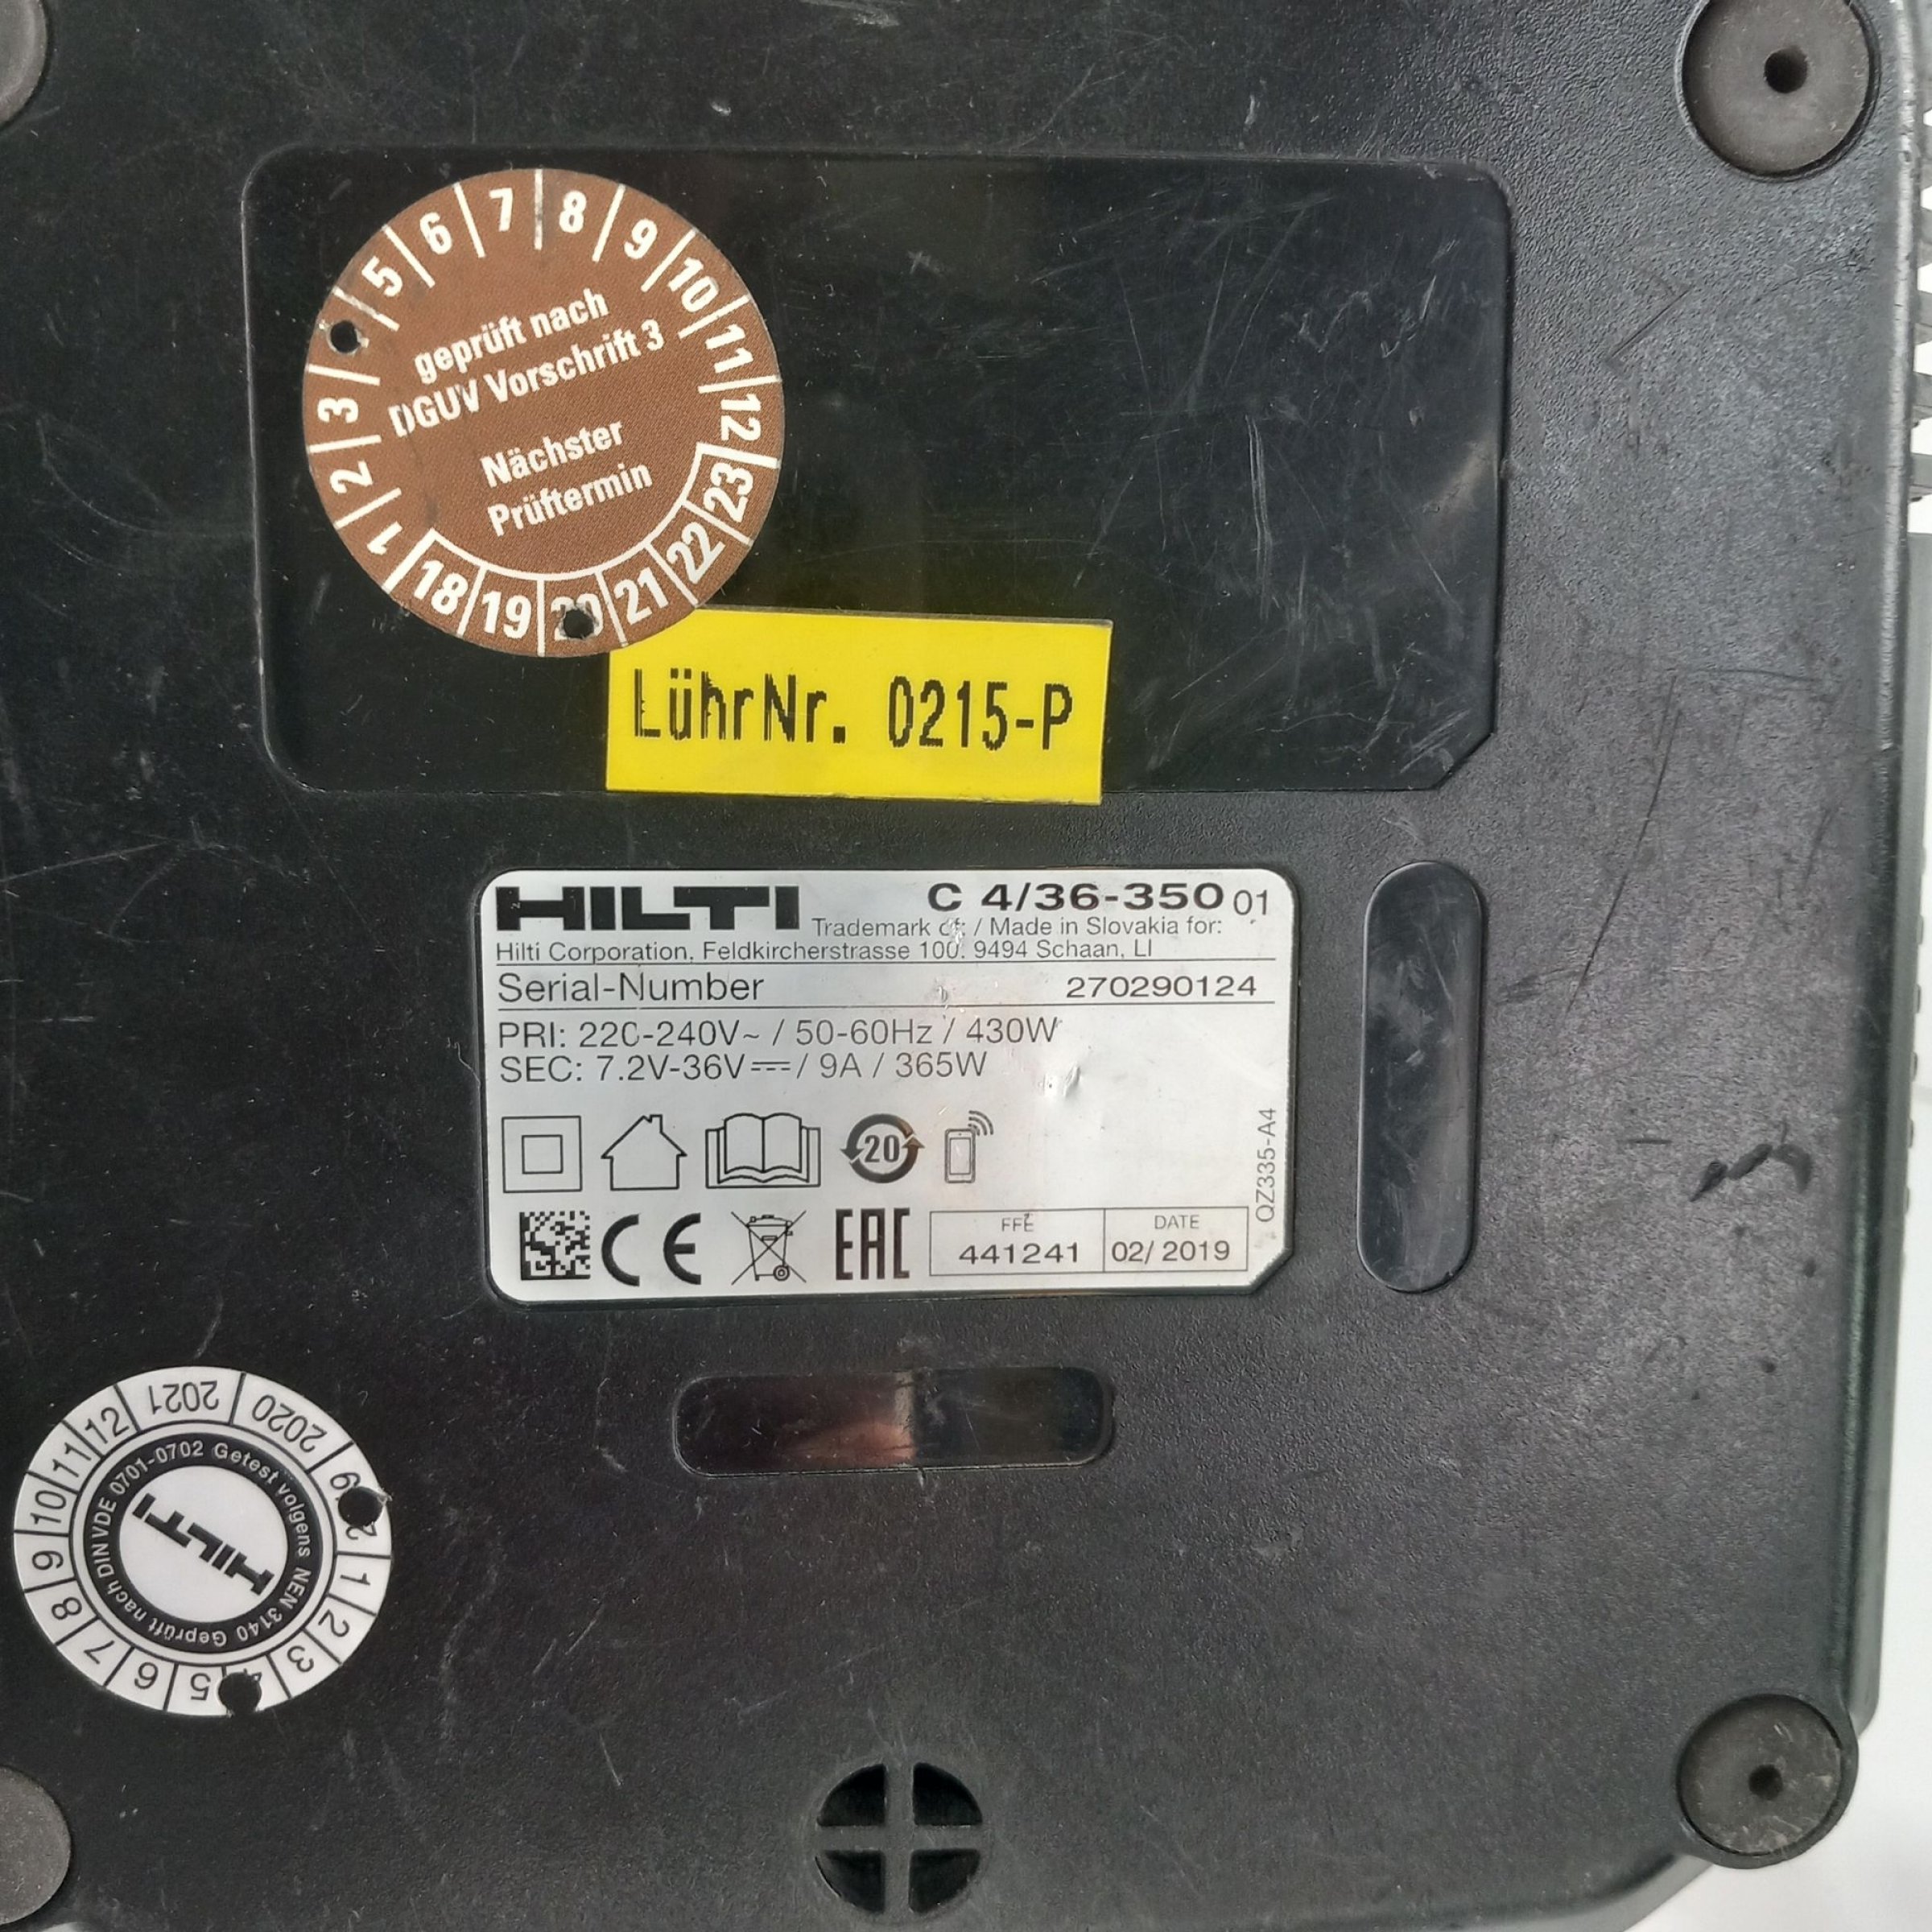 1 2 3 5 6 7 8 9 10 11 12
geprüft nach
DGUV Vorschrift 3
Nächster
Prüftermin
18 19 20 21 22 23
LührNr. 0215-P
HILTI C 4/36-350 01
Trademark of: / Made in Slovakia for:
Hilti Corporation, Feldkircherstrasse 100, 9494 Schaan, LI
Serial-Number 270290124
PRI: 220-240V~ / 50-60Hz / 430W
SEC: 7.2V-36V⎓ / 9A / 365W
20
QZ335-A4
CE EAC
FFE
441241
DATE
02/ 2019
2020 2021
1 2 3 4 5 6 7 8 9 10 11 12
Getest volgens NEN 3140 Geprüft nach DIN VDE 0701-0702
HILTI